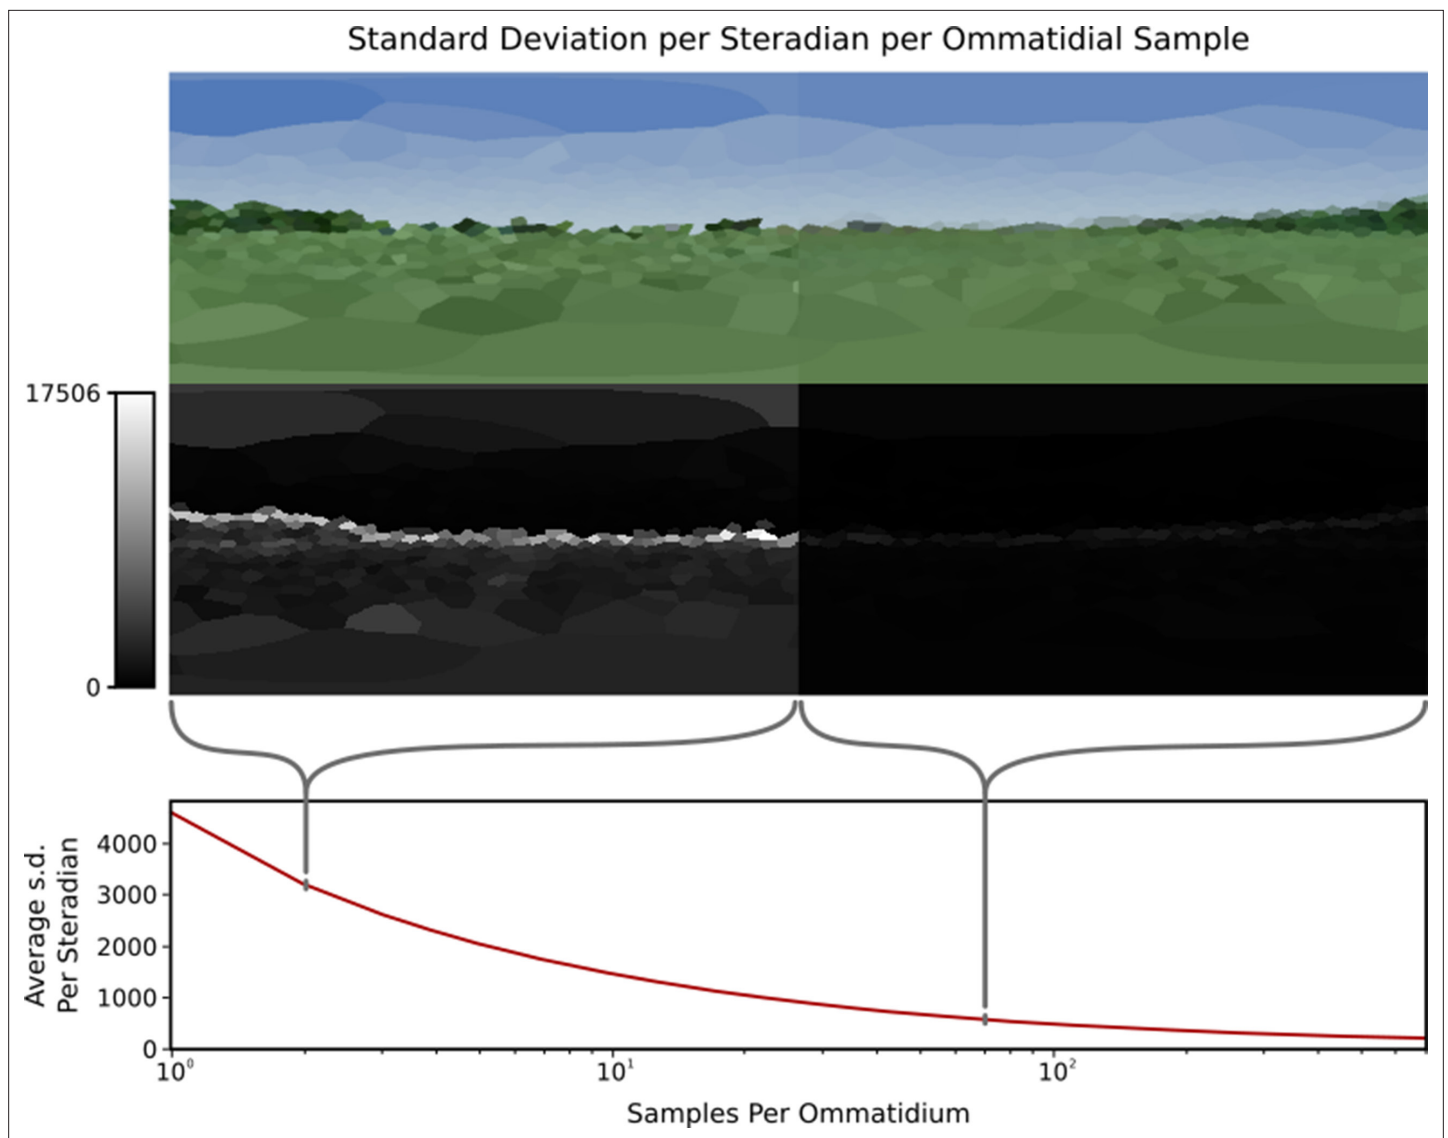 Standard Deviation per Steradian per Ommatidial Sample
17506
0
Average s.d.
Per Steradian
4000
3000
2000
1000
0
10⁰
10¹
10²
Samples Per Ommatidium